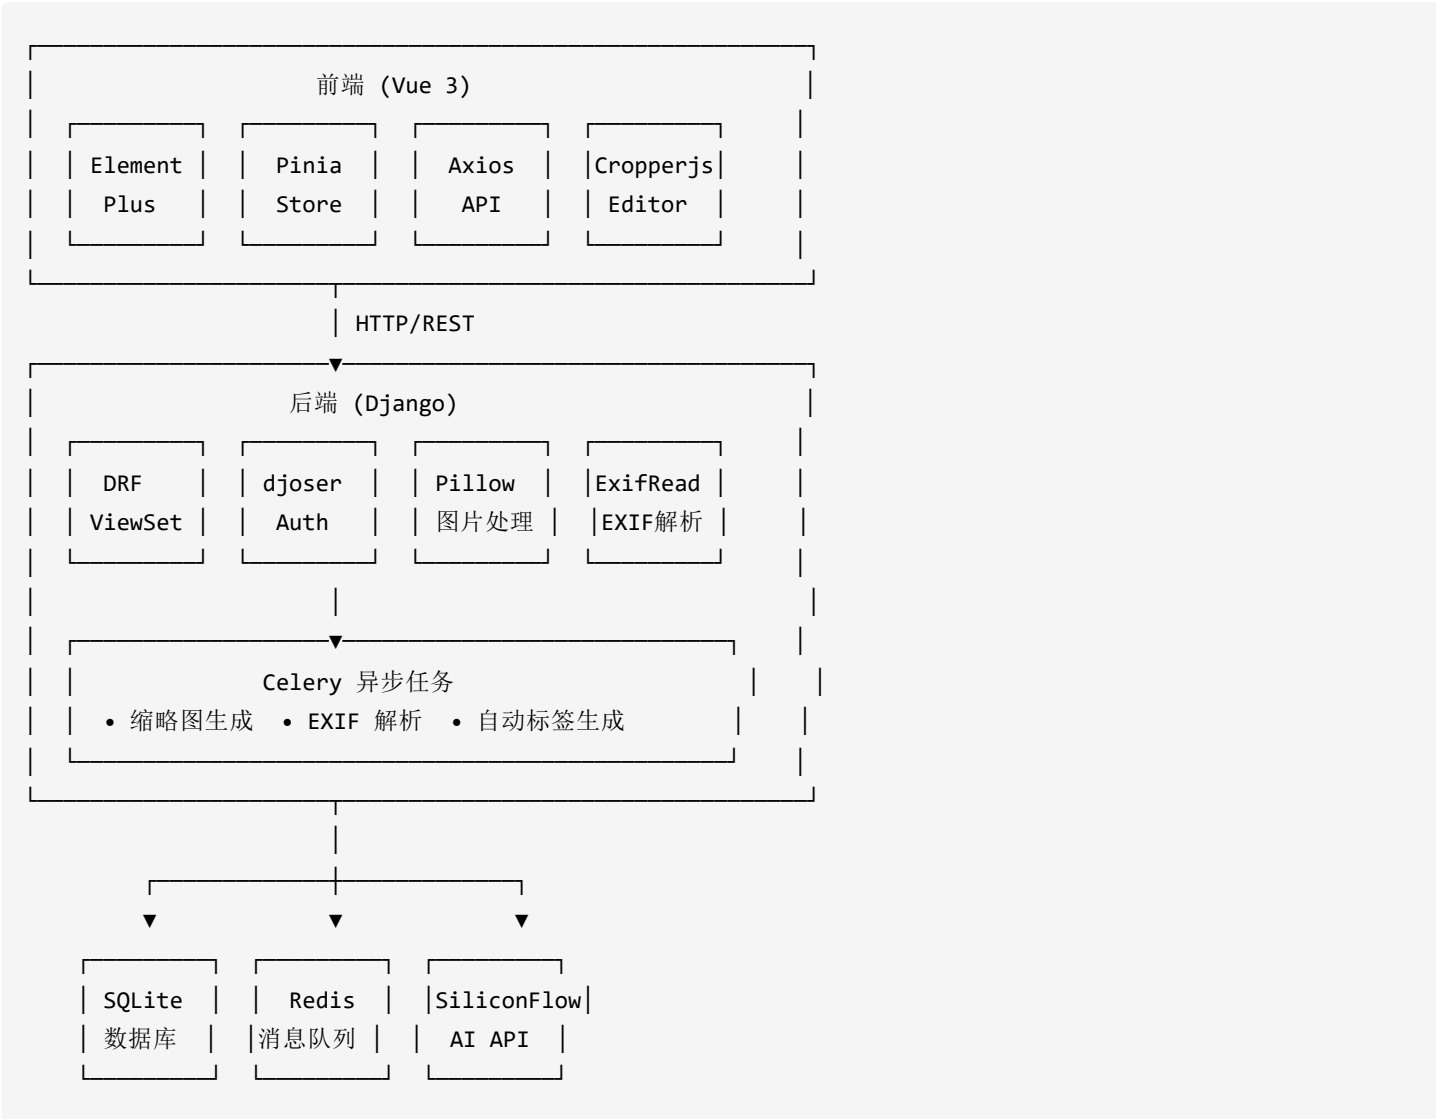 前端 (Vue 3)
Element Pinia Axios Cropperjs
Plus Store API Editor
HTTP/REST
后端 (Django)
DRF djoser Pillow ExifRead
ViewSet Auth 图片处理 EXIF解析
Celery 异步任务
• 缩略图生成 • EXIF 解析 • 自动标签生成
SQLite Redis SiliconFlow
数据库 消息队列 AI API